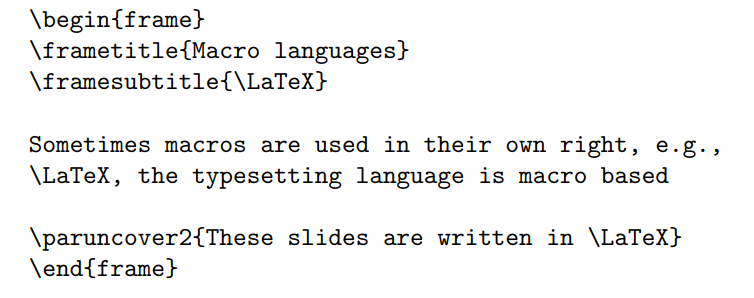 \begin{frame}
\frametitle{Macro languages}
\framesubtitle{\LaTeX}
Sometimes macros are used in their own right, e.g.,
\LaTeX, the typesetting language is macro based
\paruncover2{These slides are written in \LaTeX}
\end{frame}